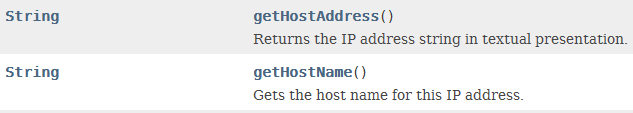 String getHostAddress()
Returns the IP address string in textual presentation.
String getHostName()
Gets the host name for this IP address.